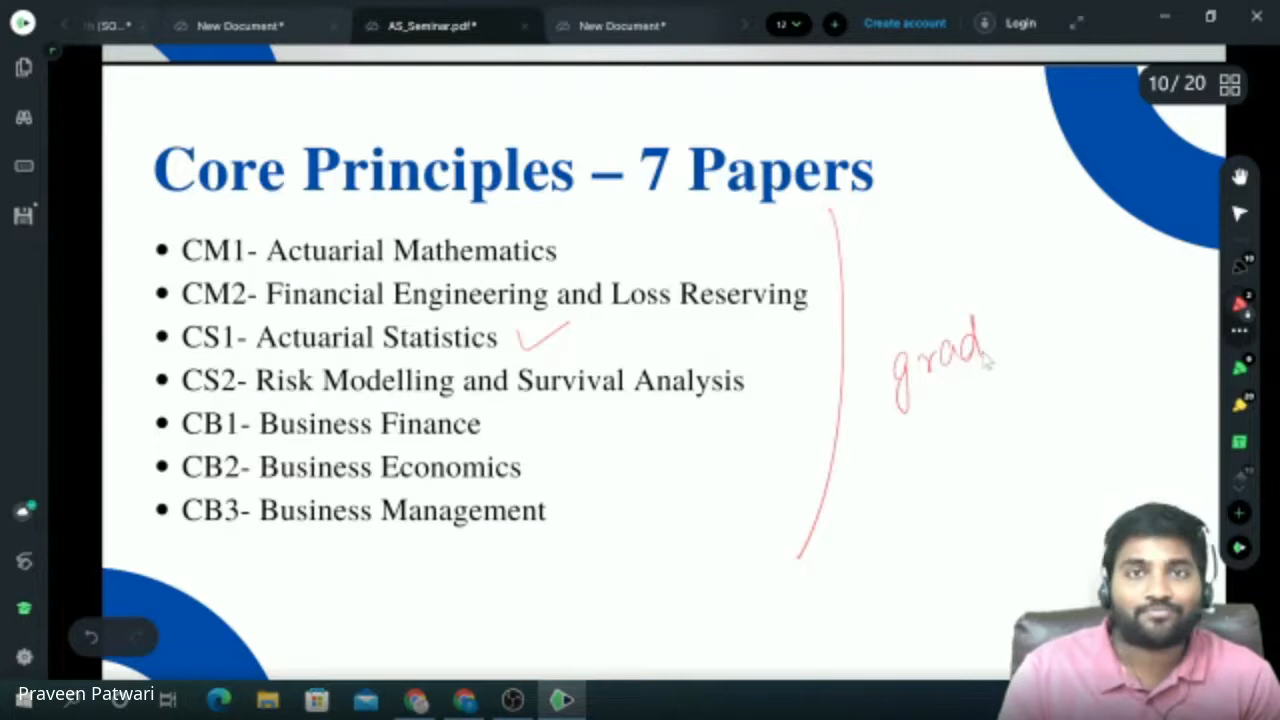 (SO...*
New Document*
AS_Seminar.pdf*
New Document*
12
Create account
Login
10/ 20
Core Principles – 7 Papers
• CM1- Actuarial Mathematics
• CM2- Financial Engineering and Loss Reserving
• CS1- Actuarial Statistics
• CS2- Risk Modelling and Survival Analysis
• CB1- Business Finance
• CB2- Business Economics
• CB3- Business Management
grad
Praveen Patwari